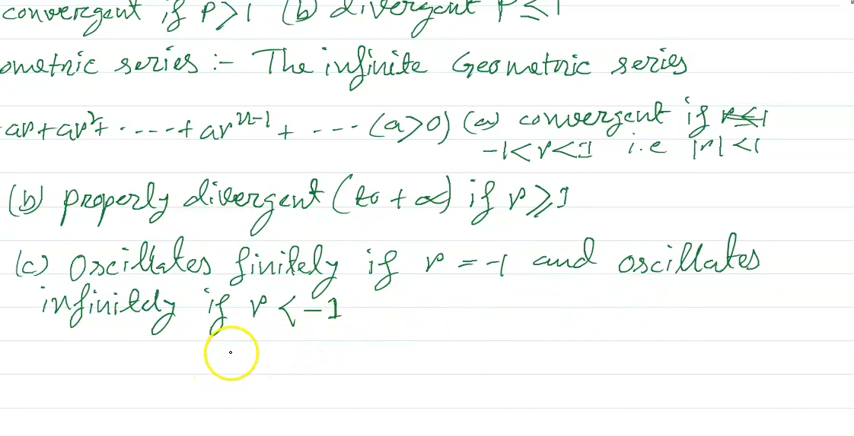 convergent if P>1 (b) divergent P≤1
ometric series :- The infinite Geometric series
ar+ar²+ ·····+ ar^{n-1} + ···· (a>0) (a) convergent if r≤1
-1<r<1 i.e |r|<1
(b) properly divergent (to +∞) if r≥1
(c) Oscillates finitely if r = -1 and oscillates
infinitely if r < -1